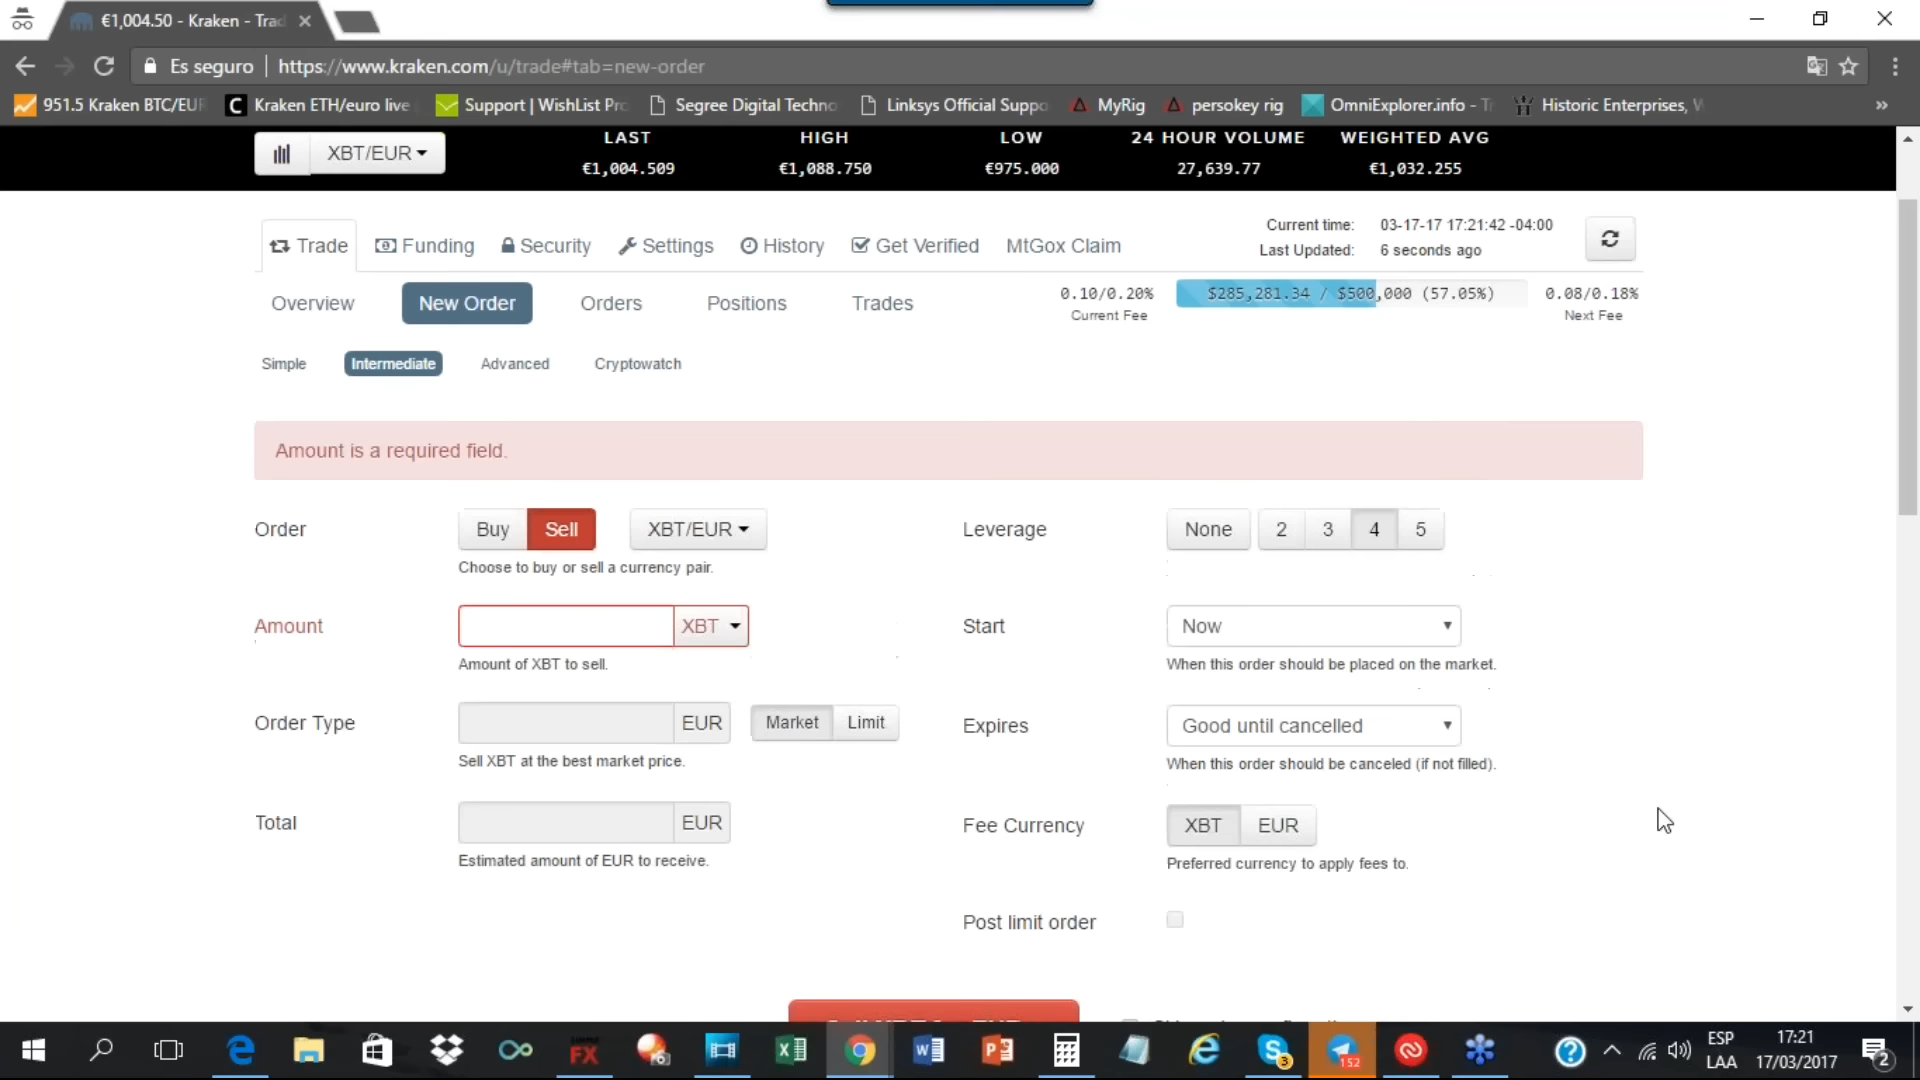 €1,004.50 - Kraken - Trad
Es seguro | https://www.kraken.com/u/trade#tab=new-order
951.5 Kraken BTC/EUR
Kraken ETH/euro live
Support | WishList Pro
Segree Digital Techno
Linksys Official Suppo
MyRig
persokey rig
OmniExplorer.info - T
Historic Enterprises, V
»
XBT/EUR
LAST HIGH LOW 24 HOUR VOLUME WEIGHTED AVG
€1,004.509 €1,088.750 €975.000 27,639.77 €1,032.255
Trade Funding Security Settings History Get Verified MtGox Claim
Current time: 03-17-17 17:21:42 -04:00
Last Updated: 6 seconds ago
Overview New Order Orders Positions Trades
0.10/0.20% $285,281.34 / $500,000 (57.05%) 0.08/0.18%
Current Fee Next Fee
Simple Intermediate Advanced Cryptowatch
Amount is a required field.
Order Buy Sell XBT/EUR
Choose to buy or sell a currency pair.
Leverage None 2 3 4 5
Amount XBT
Amount of XBT to sell.
Start Now
When this order should be placed on the market.
Order Type EUR Market Limit
Sell XBT at the best market price.
Expires Good until cancelled
When this order should be canceled (if not filled).
Total EUR
Estimated amount of EUR to receive.
Fee Currency XBT EUR
Preferred currency to apply fees to.
Post limit order
FX
3
152
ESP
LAA
17:21
17/03/2017
2